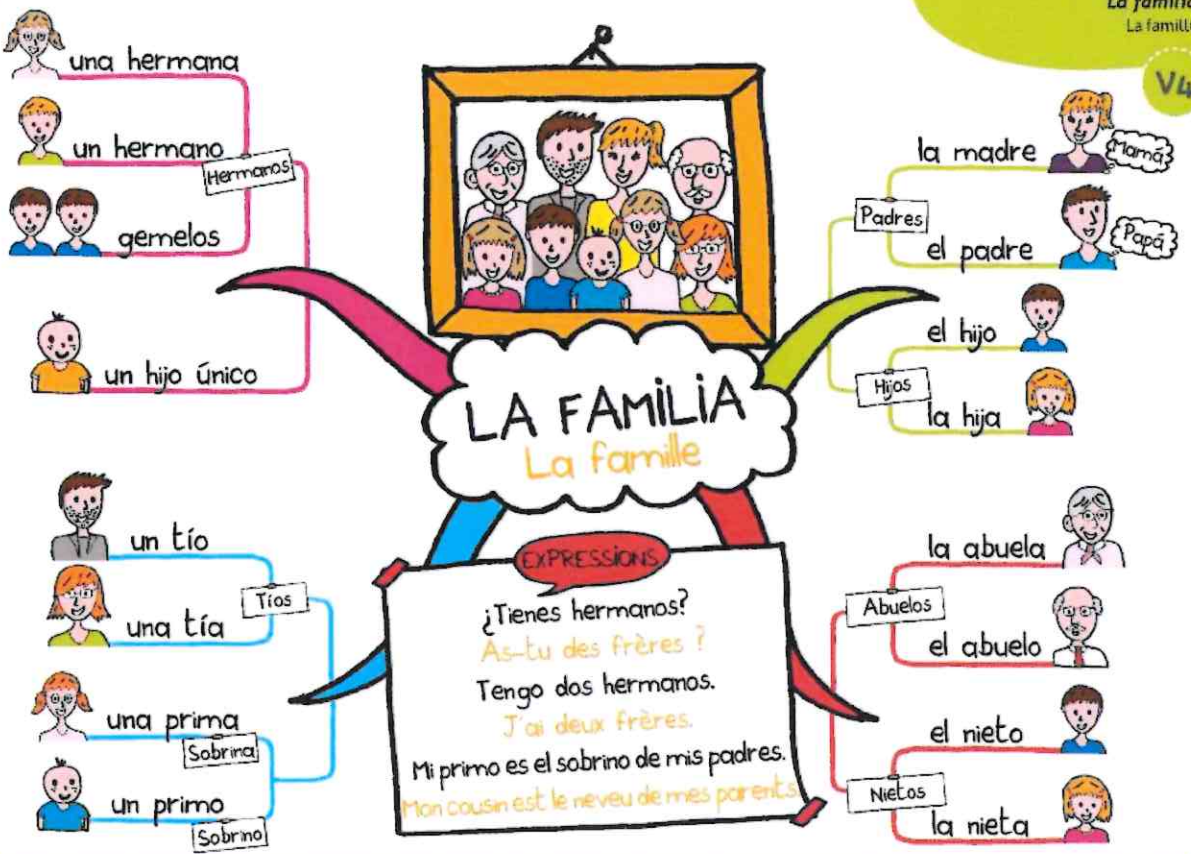 La familia
La famille
V4
una hermana
un hermano
Hermanos
gemelos
un hijo único
la madre
Mamá
Padres
el padre
Papá
el hijo
Hijos
la hija
LA FAMILIA
La famille
un tío
Tíos
una tía
una prima
Sobrina
un primo
Sobrino
EXPRESSIONS
¿Tienes hermanos?
As-tu des frères ?
Tengo dos hermanos.
J'ai deux frères.
Mi primo es el sobrino de mis padres.
Mon cousin est le neveu de mes parents
la abuela
Abuelos
el abuelo
el nieto
Nietos
la nieta